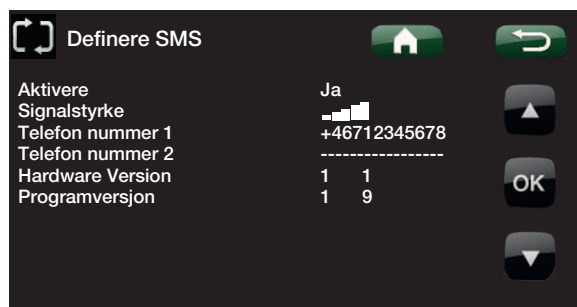 Definere SMS
Aktivere Ja
Signalstyrke
Telefon nummer 1 +46712345678
Telefon nummer 2 -----------------
Hardware Version 1 1
Programversjon 1 9
OK